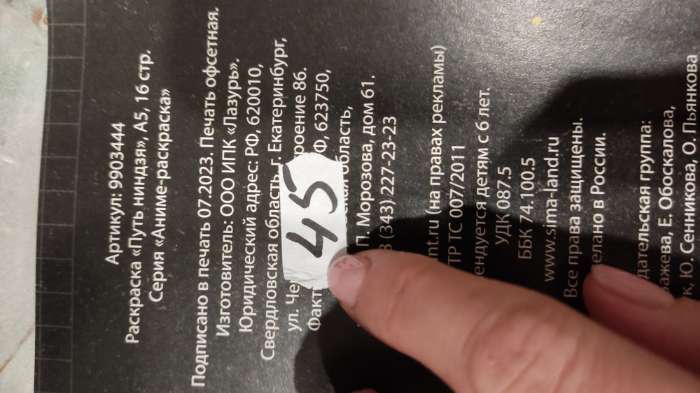 Артикул: 9903444
Раскраска «Путь ниндзя», А5, 16 стр.
Серия «Аниме-раскраска»
Подписано в печать 07.2023. Печать офсетная.
Изготовитель: ООО ИПК «Лазурь».
Юридический адрес: РФ, 620010,
Свердловская область, г. Екатеринбург,
ул. Че роение 86.
Факт Ф, 623750,
область,
П. Морозова, дом 61.
8 (343) 227-23-23
nt.ru (на правах рекламы)
ТР ТС 007/2011
ендуется детям с 6 лет.
УДК 087.5
ББК 74.100.5
www.sima-land.ru
Все права защищены.
делано в России.
дательская группа:
кажева, Е. Обоскалова,
к, Ю. Сенникова, О. Пьянкова
45